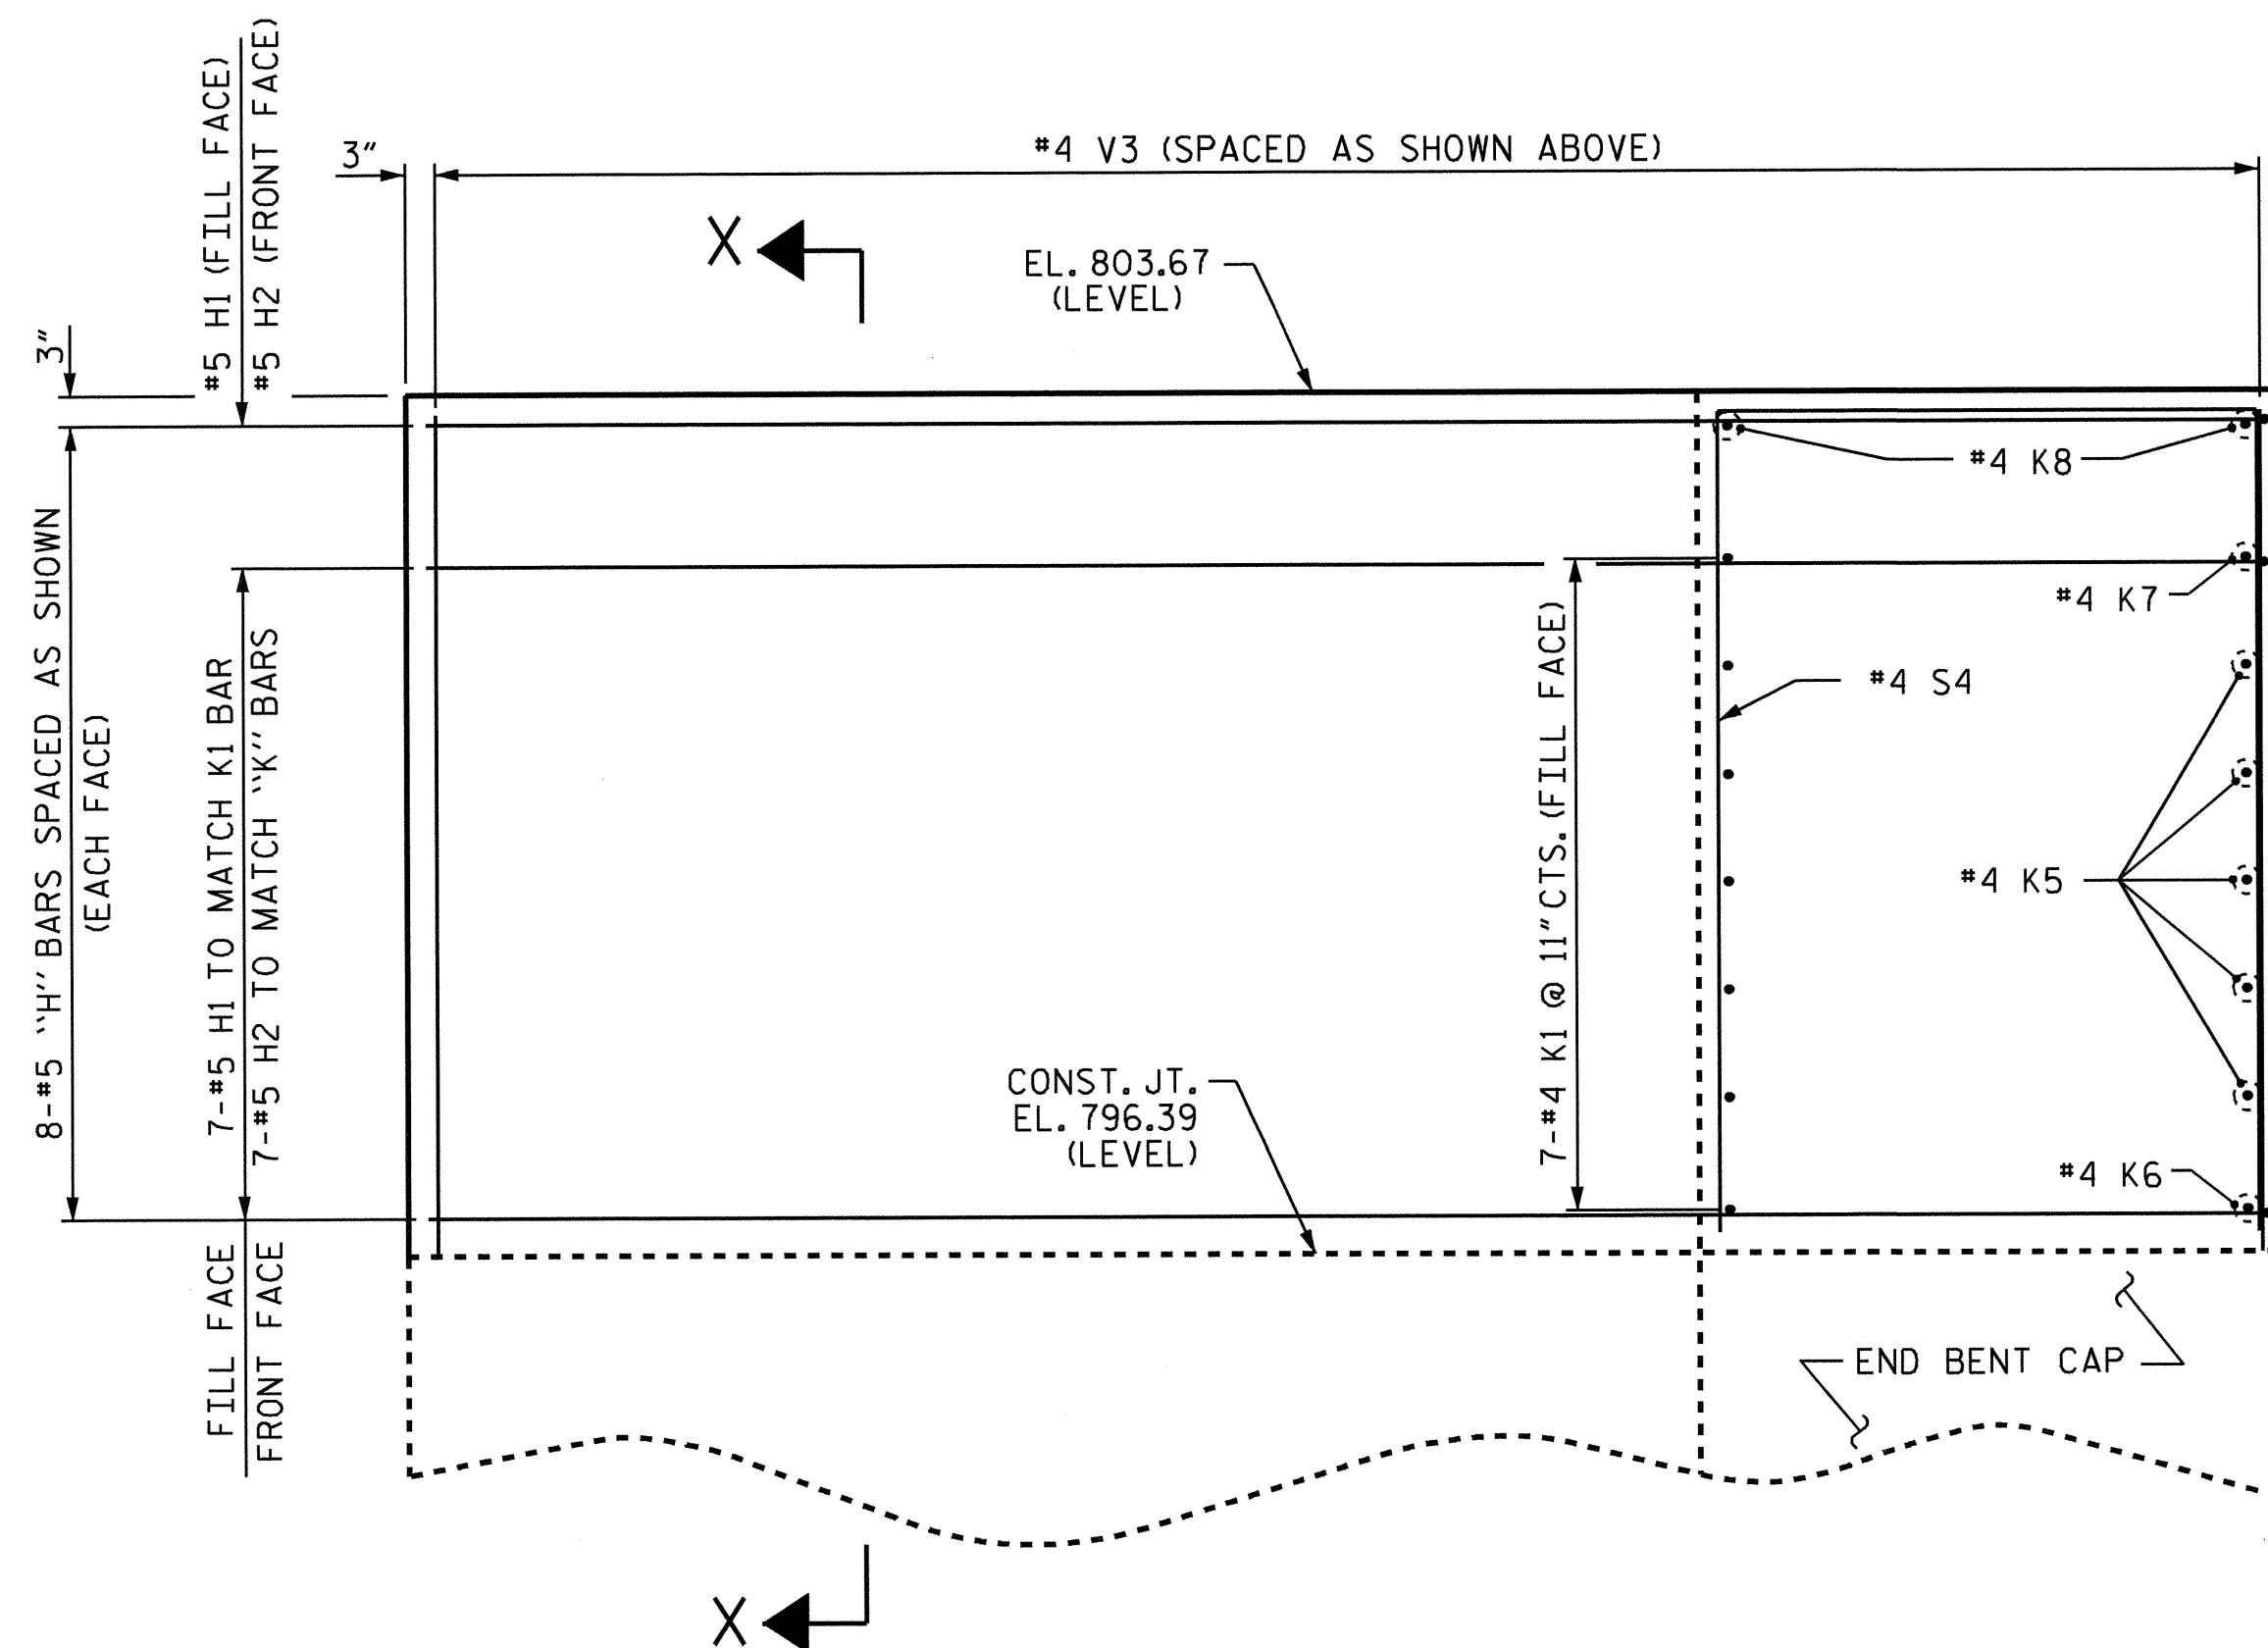 #5 H1 (FILL FACE)
#5 H2 (FRONT FACE)
3"
#4 V3 (SPACED AS SHOWN ABOVE)
X
EL. 803.67
(LEVEL)
3"
#4 K8
#4 K7
8-#5 "H" BARS SPACED AS SHOWN
(EACH FACE)
7-#5 H1 TO MATCH K1 BAR
7-#5 H2 TO MATCH "K" BARS
7-#4 K1 @ 11" CTS. (FILL FACE)
#4 S4
#4 K5
CONST. JT.
EL. 796.39
(LEVEL)
#4 K6
FILL FACE
FRONT FACE
END BENT CAP
X